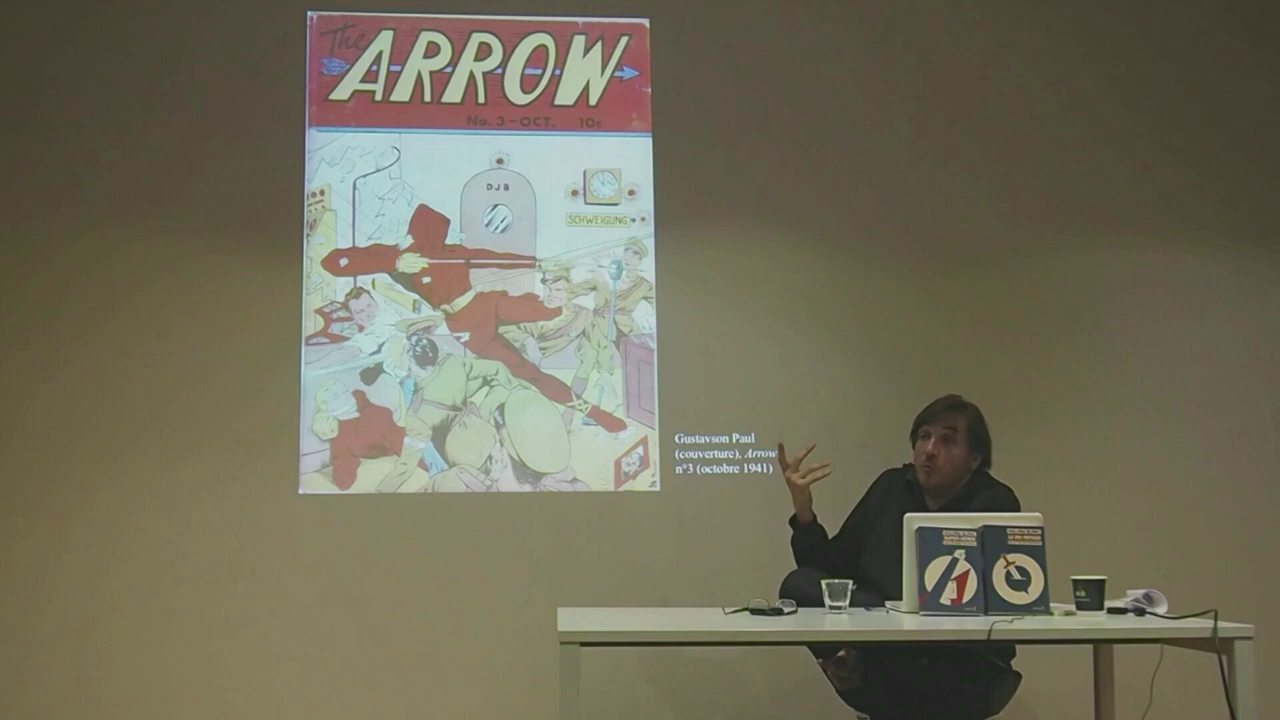 The
ARROW
No. 3 - OCT. 10c
DJB
SCHWEIGUNG
Gustavson Paul
(couverture), Arrow
n°3 (octobre 1941)